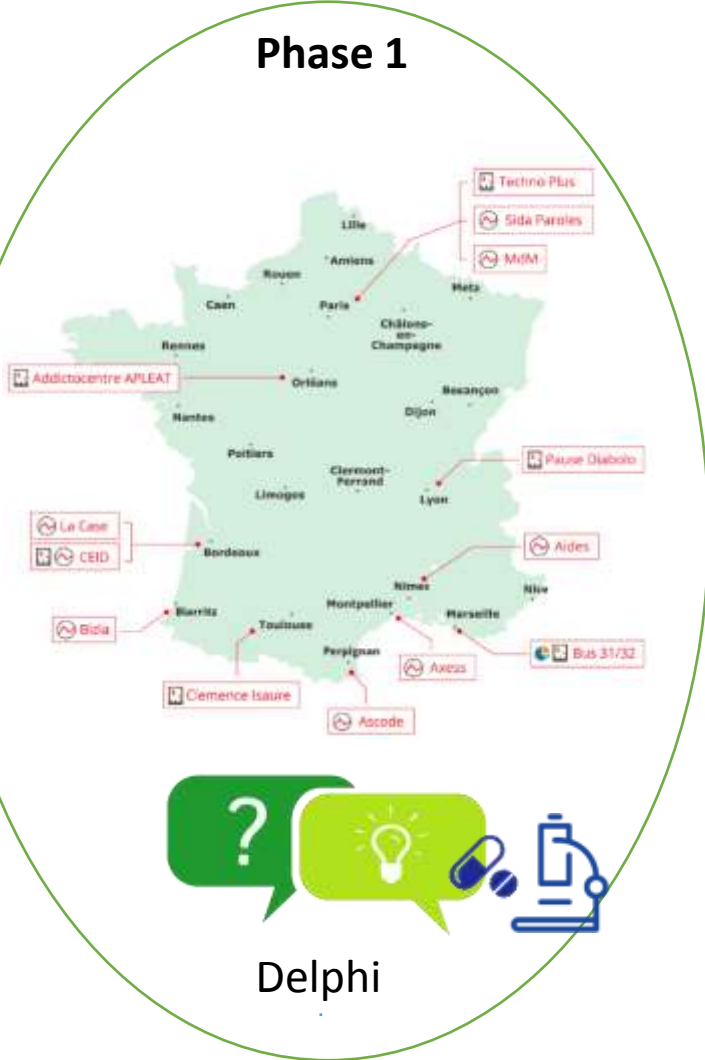 Phase 1
Techno Plus
Sida Paroles
MdM
Lille
Amiens
Rouen
Metz
Caen
Paris
Châlons-
en-
Champagne
Rennes
Addictocentre APLEAT
Orléans
Besançon
Dijon
Nantes
Poitiers
Pause Diabolo
Clermont-
Ferrand
Limoges
Lyon
La Case
CEID
Bordeaux
Aides
Nimes
Nive
Montpellier
Biarritz
Marseille
Toulouse
Bizia
Perpignan
Bus 31/32
Axess
Clemence Isaure
Ascode
?
Delphi